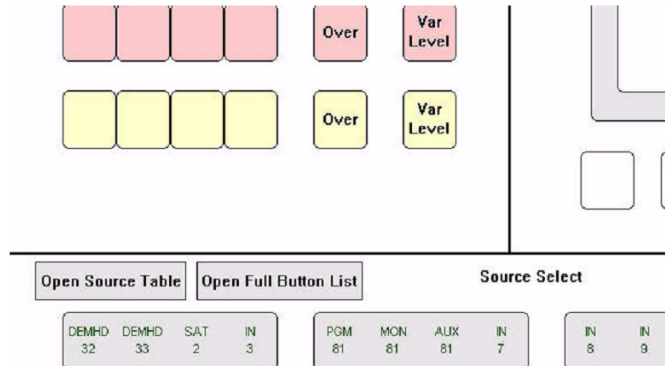 Over
Var
Level
Over
Var
Level
Open Source Table
Open Full Button List
Source Select
DEMHD DEMHD SAT IN
32 33 2 3
PGM MON AUX IN
81 81 81 7
IN IN
8 9